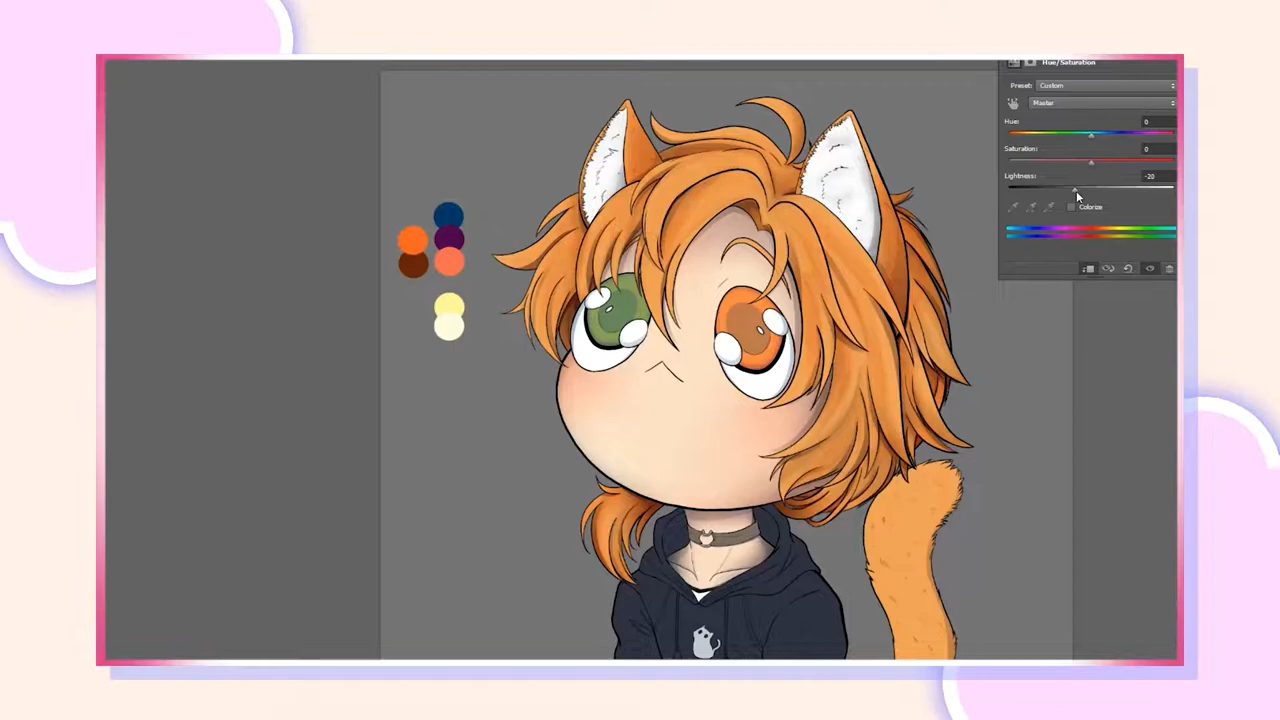 Hue/Saturation
Preset: Custom
Master
Hue: 0
Saturation: 0
Lightness: -20
Colorize